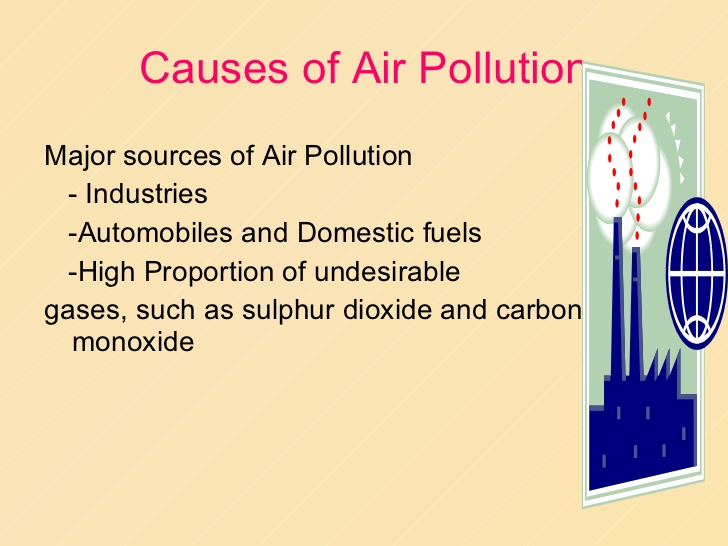 Causes of Air Pollution
Major sources of Air Pollution
- Industries
-Automobiles and Domestic fuels
-High Proportion of undesirable
gases, such as sulphur dioxide and carbon
monoxide